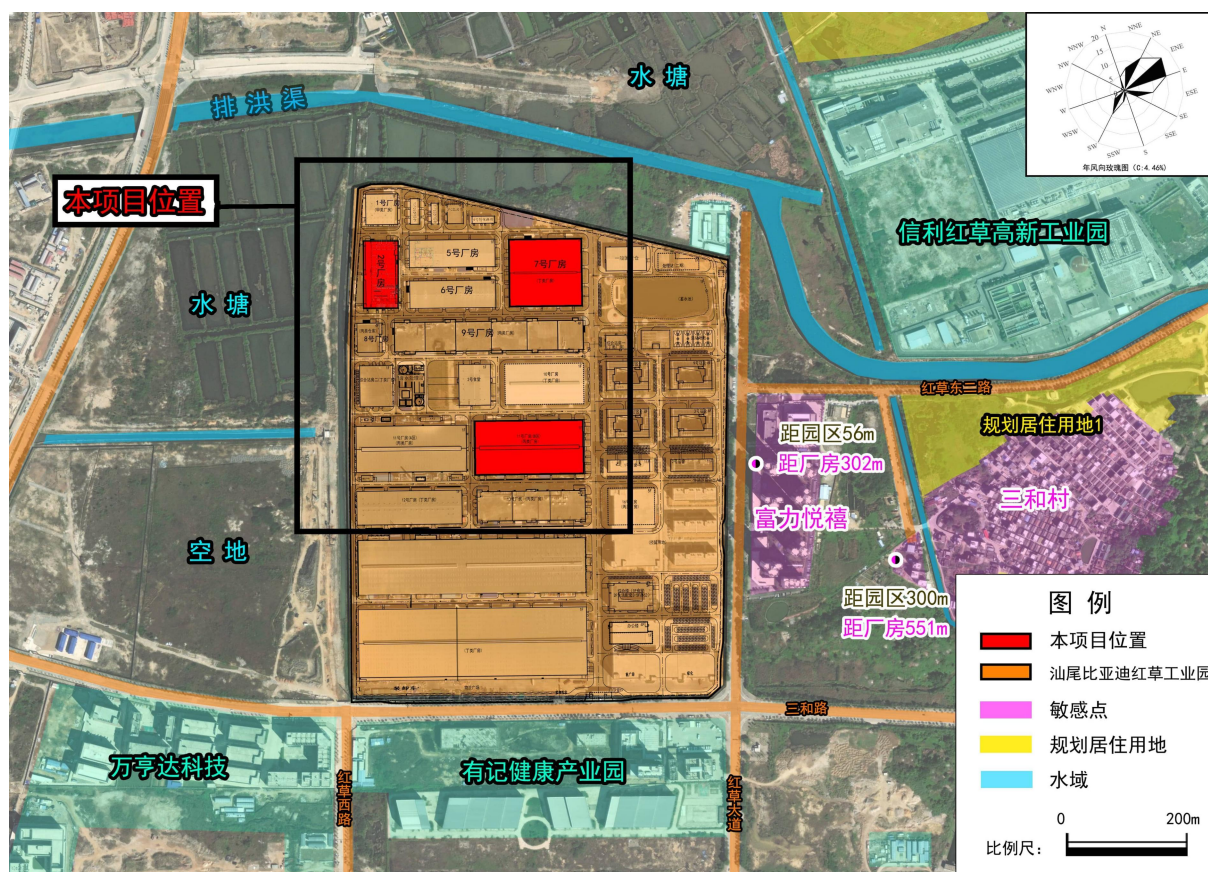 N
NNE
NE
ENE
E
ESE
SE
SSE
S
SSW
SW
WSW
W
WNW
NW
NNW
20
15
10
5
年风向玫瑰图 (C:4.46%)
水 塘
排 洪 渠
本项目位置
1号厂房
信利红草高新工业园
2号厂房
5号厂房
7号厂房
6号厂房
水 塘
8号厂房
9号厂房
红草东二路
规划居住用地1
距园区56m
距厂房302m
三和村
富力悦禧
空 地
距园区300m
距厂房551m
图 例
本项目位置
汕尾比亚迪红草工业园
敏感点
规划居住用地
水域
0
200m
比例尺:
三和路
万亨达科技
红草西路
有记健康产业园
红草大道